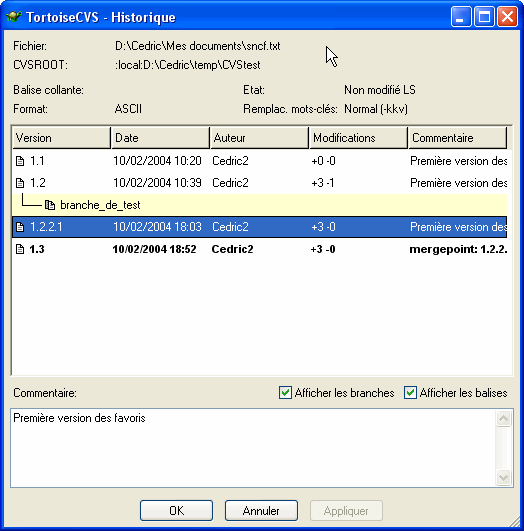 TortoiseCVS - Historique
Fichier: D:\Cedric\Mes documents\sncf.txt
CVSROOT: :local:D:\Cedric\temp\CVStest
Balise collante: Etat: Non modifié LS
Format: ASCII Remplac. mots-clés: Normal (-kkv)
Version Date Auteur Modifications Commentaire
1.1 10/02/2004 10:20 Cedric2 +0 -0 Première version des
1.2 10/02/2004 10:39 Cedric2 +3 -1 Première version des
branche_de_test
1.2.2.1 10/02/2004 18:03 Cedric2 +3 -0 Première version des
1.3 10/02/2004 18:52 Cedric2 +3 -0 mergepoint: 1.2.2.
Commentaire: Afficher les branches Afficher les balises
Première version des favoris
OK Annuler Appliquer